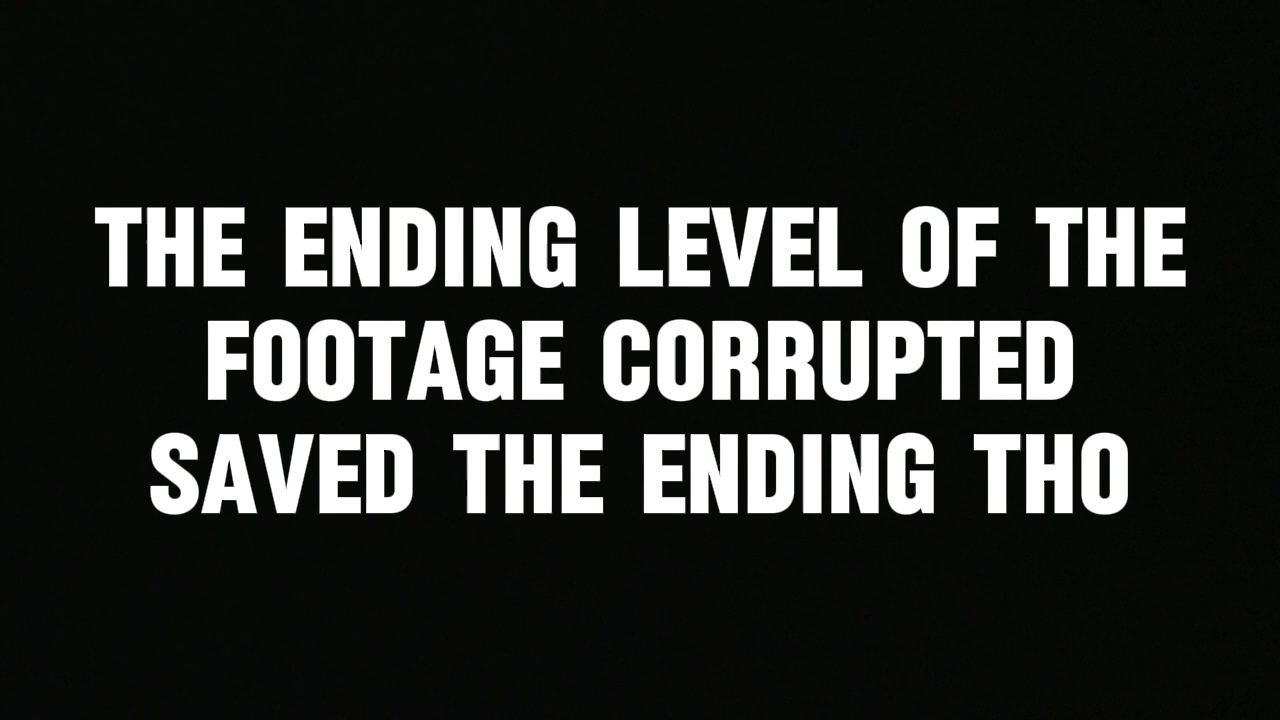 THE ENDING LEVEL OF THE
FOOTAGE CORRUPTED
SAVED THE ENDING THO